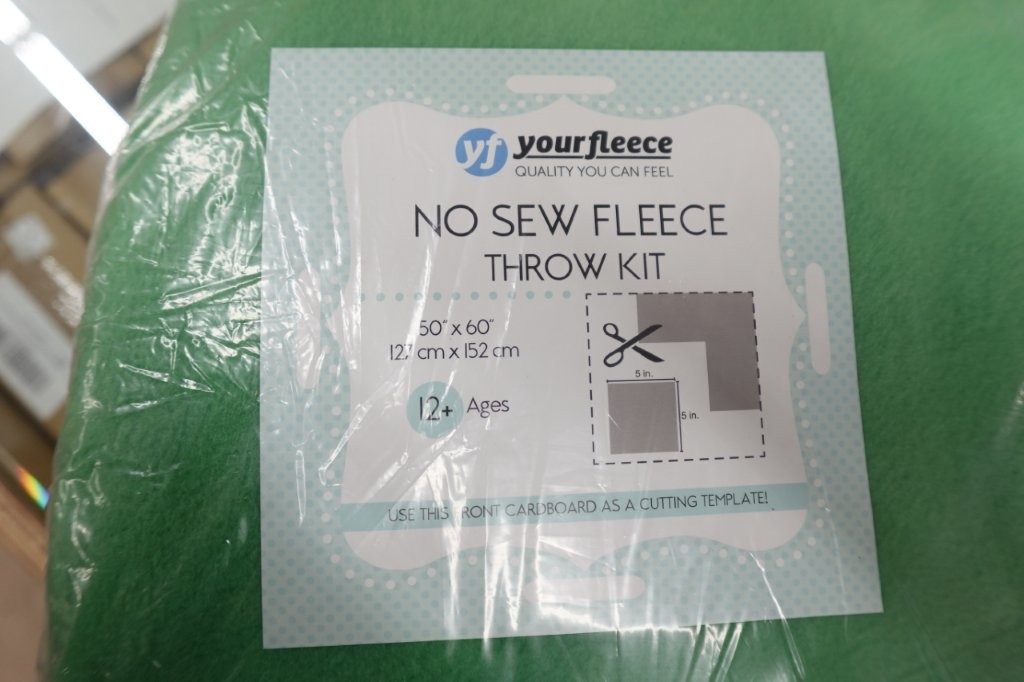 yf yourfleece
QUALITY YOU CAN FEEL
NO SEW FLEECE
THROW KIT
50" x 60"
127 cm x 152 cm
12+ Ages
5 in.
5 in.
USE THIS FRONT CARDBOARD AS A CUTTING TEMPLATE!